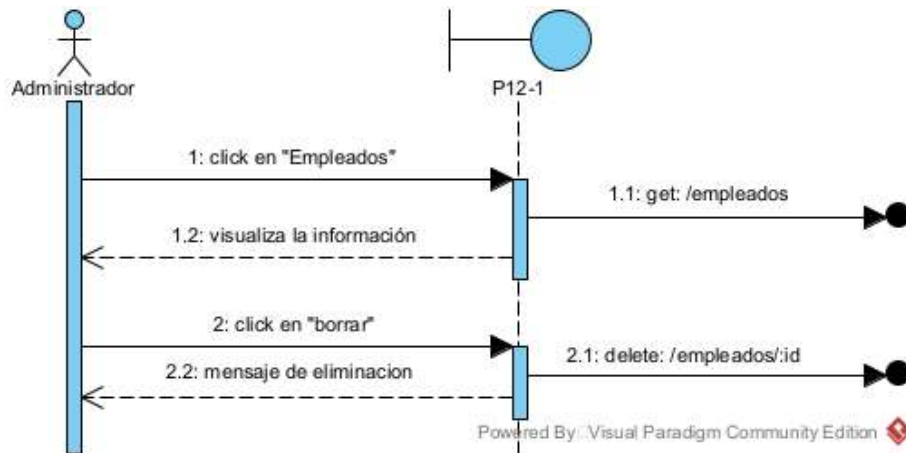 Administrador
P12-1
1: click en "Empleados"
1.1: get: /empleados
1.2: visualiza la información
2: click en "borrar"
2.1: delete: /empleados/:id
2.2: mensaje de eliminacion
Powered By Visual Paradigm Community Edition